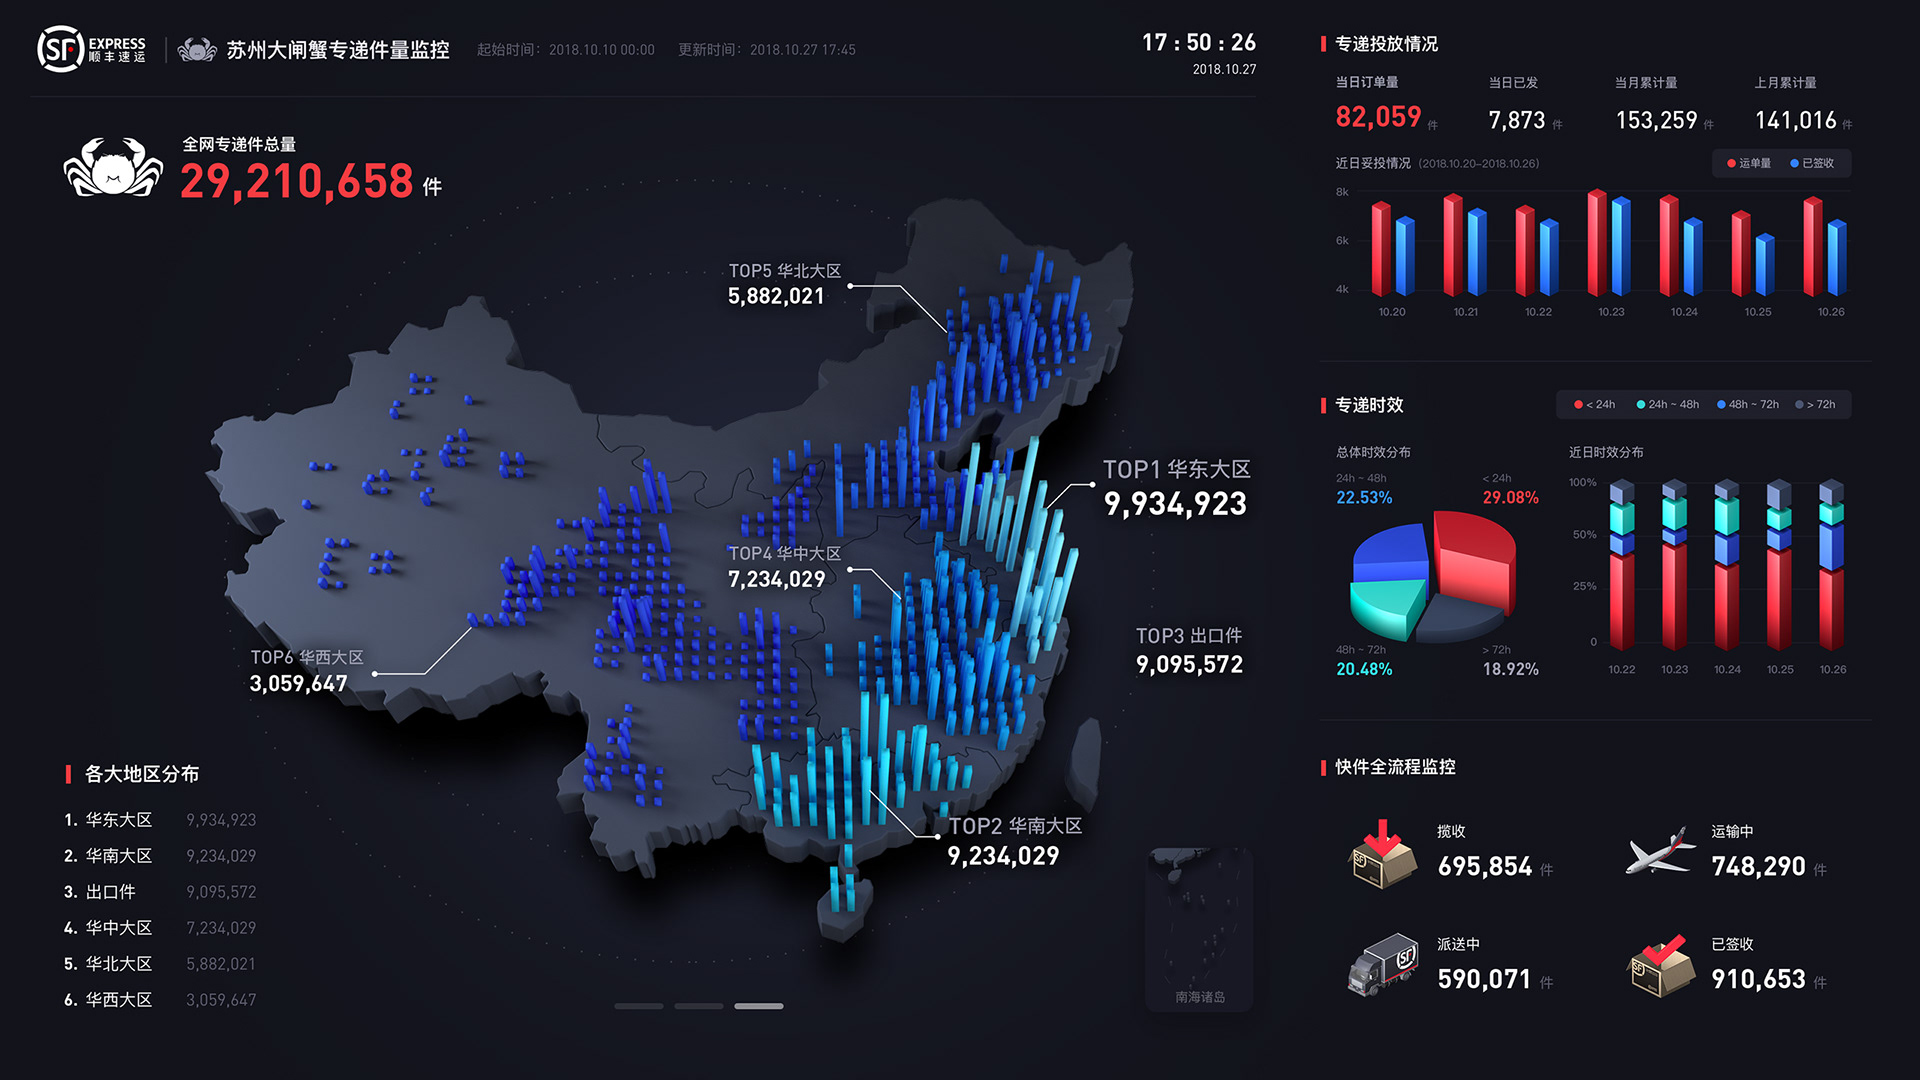 SF EXPRESS
顺丰速运
苏州大闸蟹专递件量监控
起始时间：2018.10.10 00:00
更新时间：2018.10.27 17:45
17 : 50 : 26
2018.10.27
全网专递件总量
29,210,658 件
TOP5 华北大区
5,882,021
TOP1 华东大区
9,934,923
TOP4 华中大区
7,234,029
TOP3 出口件
9,095,572
TOP6 华西大区
3,059,647
TOP2 华南大区
9,234,029
各大地区分布
1. 华东大区 9,934,923
2. 华南大区 9,234,029
3. 出口件 9,095,572
4. 华中大区 7,234,029
5. 华北大区 5,882,021
6. 华西大区 3,059,647
南海诸岛
专递投放情况
当日订单量 当日已发 当月累计量 上月累计量
82,059 件 7,873 件 153,259 件 141,016 件
近日妥投情况 (2018.10.20–2018.10.26)
运单量 已签收
8k
6k
4k
10.20 10.21 10.22 10.23 10.24 10.25 10.26
专递时效
< 24h 24h ~ 48h 48h ~ 72h > 72h
总体时效分布
24h ~ 48h < 24h
22.53% 29.08%
48h ~ 72h > 72h
20.48% 18.92%
近日时效分布
100%
50%
25%
0
10.22 10.23 10.24 10.25 10.26
快件全流程监控
揽收
695,854 件
运输中
748,290 件
派送中
590,071 件
已签收
910,653 件
SF
SF
SF